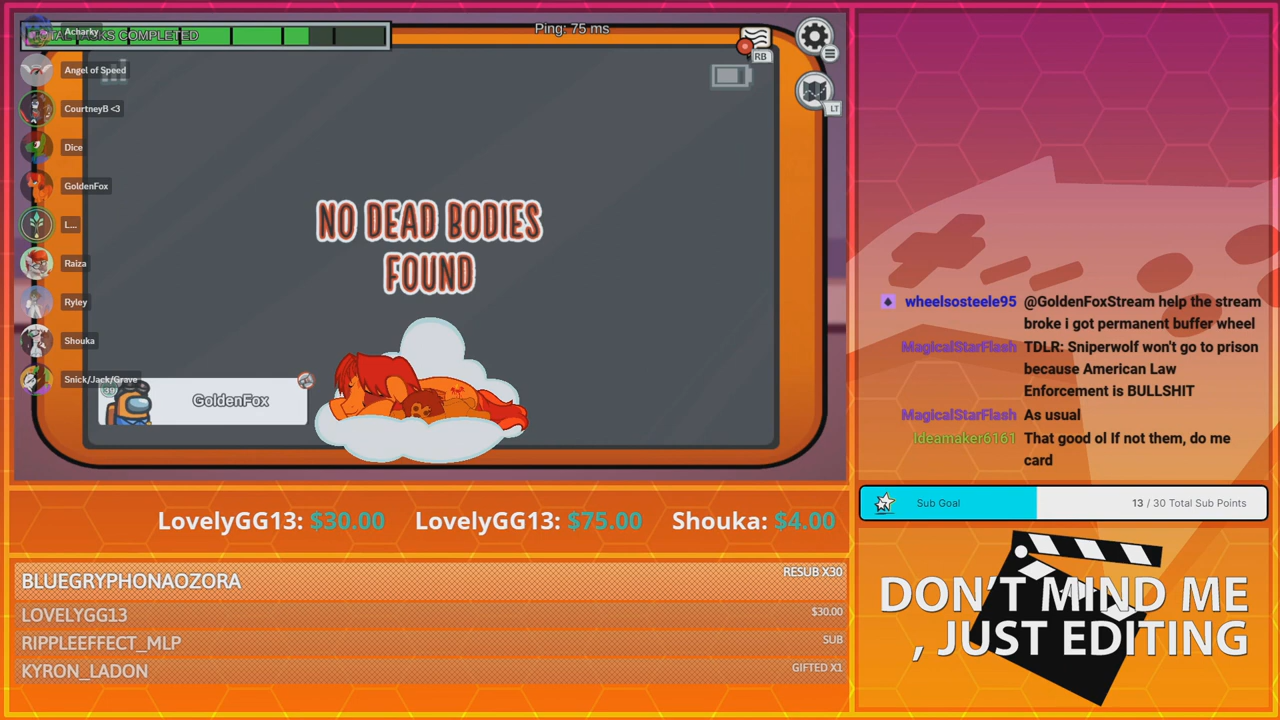 TAL TASKS COMPLETED
Acharky
Ping: 75 ms
RB
LT
Angel of Speed
CourtneyB <3
Dice
GoldenFox
L...
Raiza
Ryley
Shouka
Snick/Jack/Grave
NO DEAD BODIES
FOUND
GoldenFox
wheelsosteele95 @GoldenFoxStream help the stream
broke i got permanent buffer wheel
MagicalStarFlash TDLR: Sniperwolf won't go to prison
because American Law
Enforcement is BULLSHIT
MagicalStarFlash As usual
Ideamaker6161 That good ol If not them, do me
card
Sub Goal 13 / 30 Total Sub Points
LovelyGG13: $30.00 LovelyGG13: $75.00 Shouka: $4.00
BLUEGRYPHONAOZORA RESUB X30
LOVELYGG13 $30.00
RIPPLEEFFECT_MLP SUB
KYRON_LADON GIFTED X1
DON'T MIND ME
, JUST EDITING